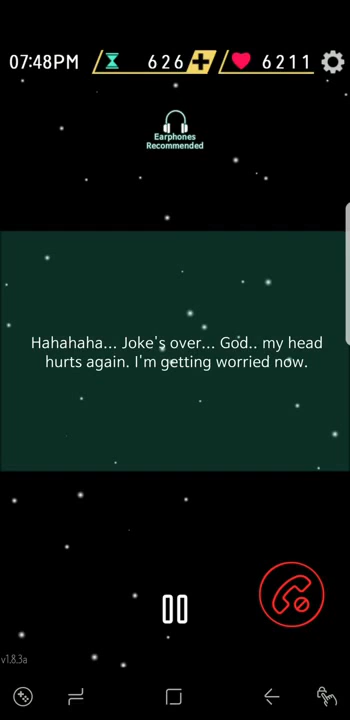 07:48PM 626 6211
Earphones
Recommended
Hahahaha... Joke's over... God.. my head
hurts again. I'm getting worried now.
v1.8.3a